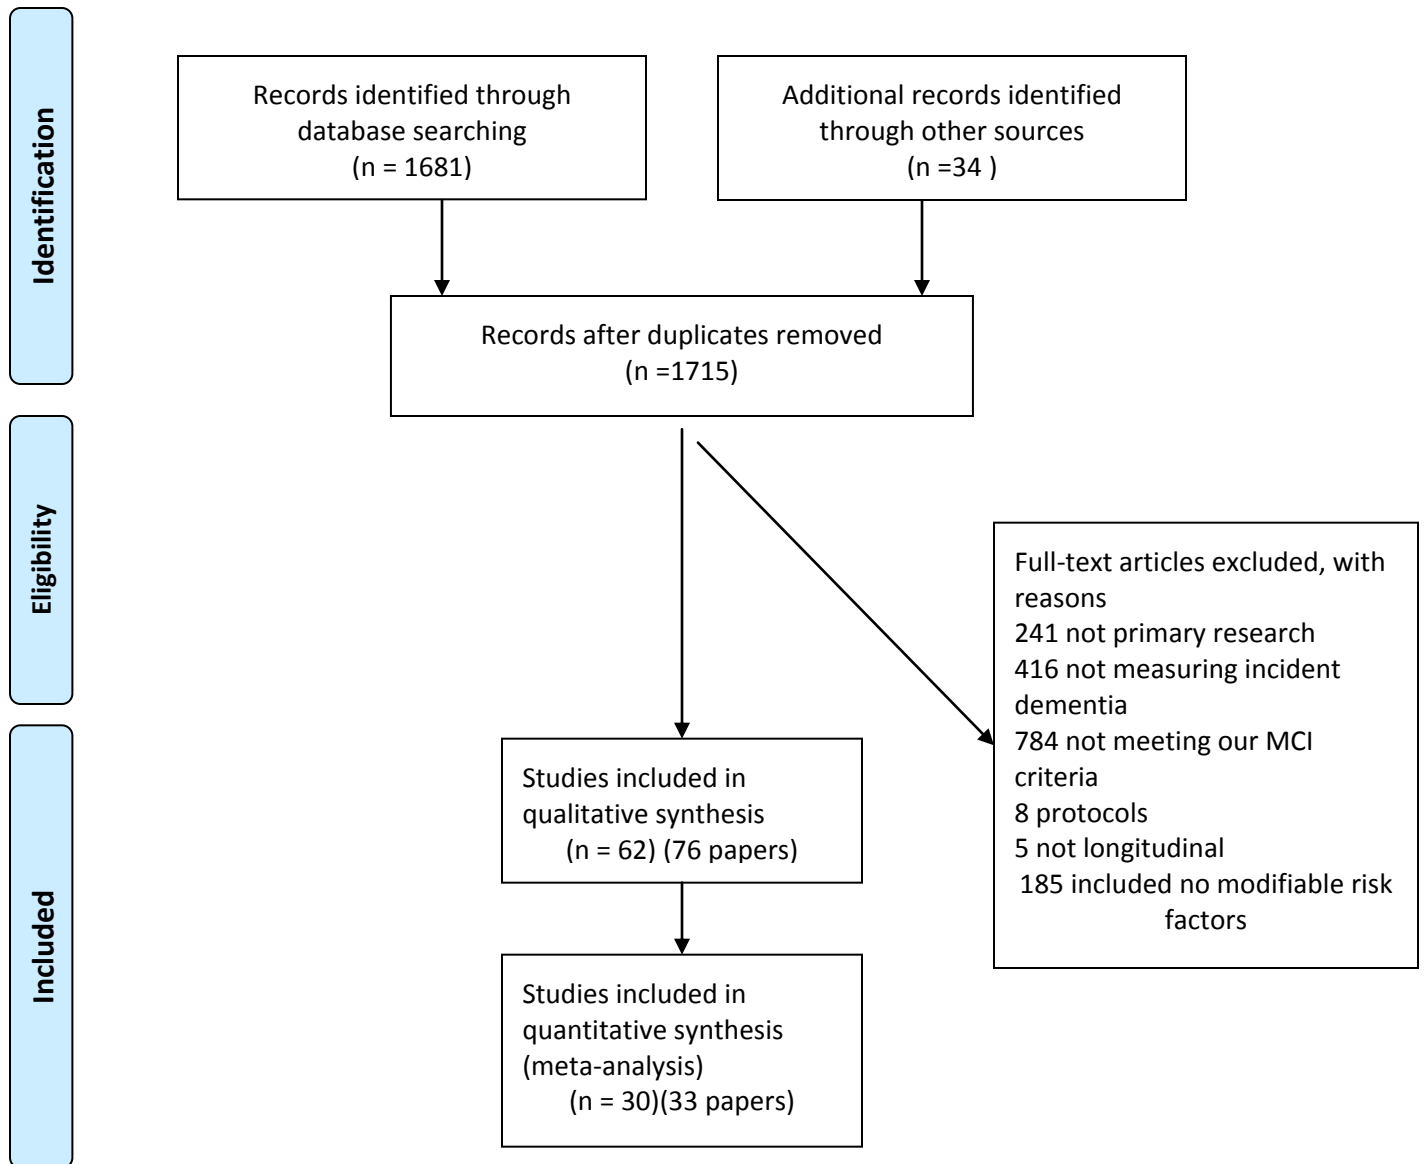 Identification
Records identified through
database searching
(n = 1681)
Additional records identified
through other sources
(n =34 )
Records after duplicates removed
(n =1715)
Eligibility
Full-text articles excluded, with
reasons
241 not primary research
416 not measuring incident
dementia
784 not meeting our MCI
criteria
8 protocols
5 not longitudinal
185 included no modifiable risk
factors
Included
Studies included in
qualitative synthesis
(n = 62) (76 papers)
Studies included in
quantitative synthesis
(meta-analysis)
(n = 30)(33 papers)